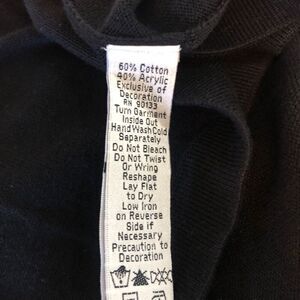 60% Cotton
40% Acrylic
Exclusive of
Decoration
RN 90133
Turn Garment
Inside Out
Hand Wash Cold
Separately
Do Not Bleach
Do Not Twist
Or Wring
Reshape
Lay Flat
to Dry
Low Iron
on Reverse
Side if
Necessary
Precaution to
Decoration